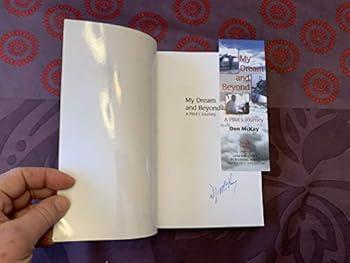 My Dream
and Beyond
A Pilot's Journey
My
Dream
and
Beyond
A Pilot's Journey
Don McKay